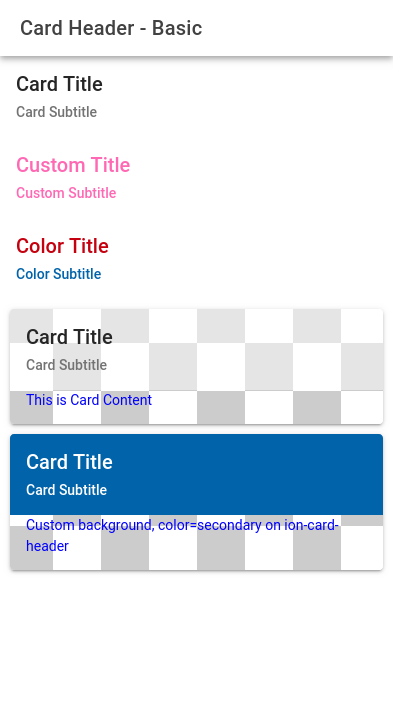 Card Header - Basic
Card Title
Card Subtitle
Custom Title
Custom Subtitle
Color Title
Color Subtitle
Card Title
Card Subtitle
This is Card Content
Card Title
Card Subtitle
Custom background, color=secondary on ion-card-
header